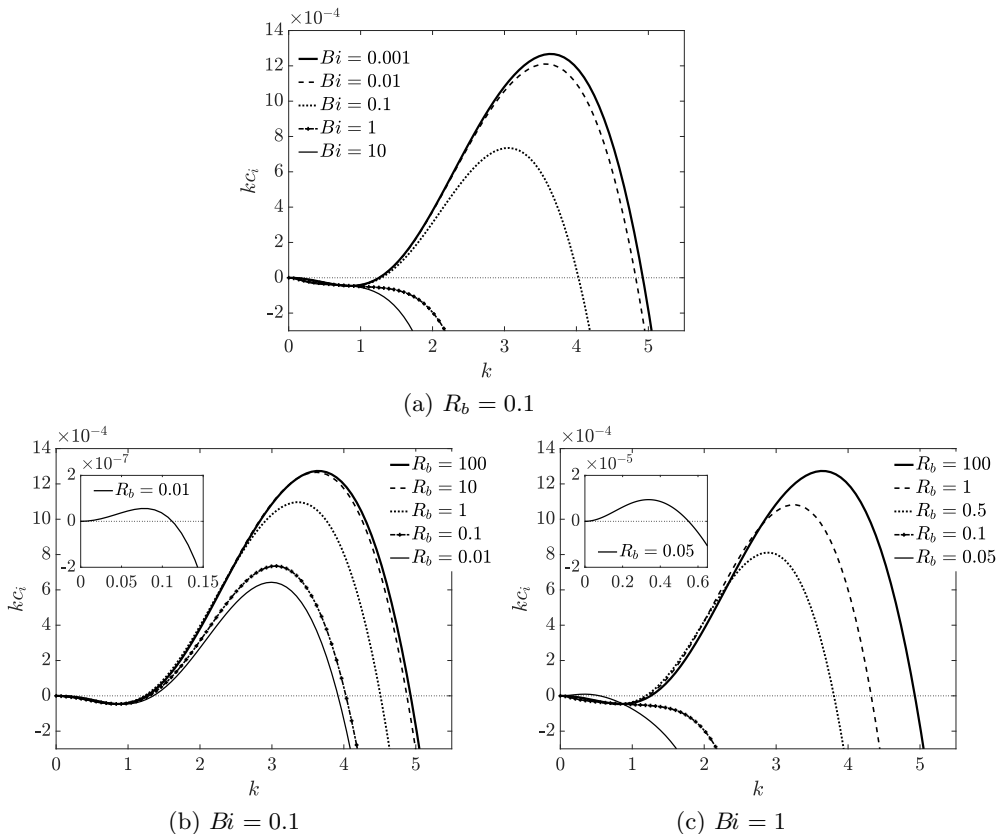 ×10⁻⁴
14
12
10
8
6
4
2
0
-2
kcᵢ
Bi = 0.001
Bi = 0.01
Bi = 0.1
Bi = 1
Bi = 10
0 1 2 3 4 5
k
(a) R_b = 0.1
×10⁻⁴
14
12
10
8
6
4
2
0
-2
kcᵢ
×10⁻⁷
2
0
-2
R_b = 0.01
0 0.05 0.1 0.15
R_b = 100
R_b = 10
R_b = 1
R_b = 0.1
R_b = 0.01
0 1 2 3 4 5
k
(b) Bi = 0.1
×10⁻⁴
14
12
10
8
6
4
2
0
-2
kcᵢ
×10⁻⁵
2
0
-2
R_b = 0.05
0 0.2 0.4 0.6
R_b = 100
R_b = 1
R_b = 0.5
R_b = 0.1
R_b = 0.05
0 1 2 3 4 5
k
(c) Bi = 1